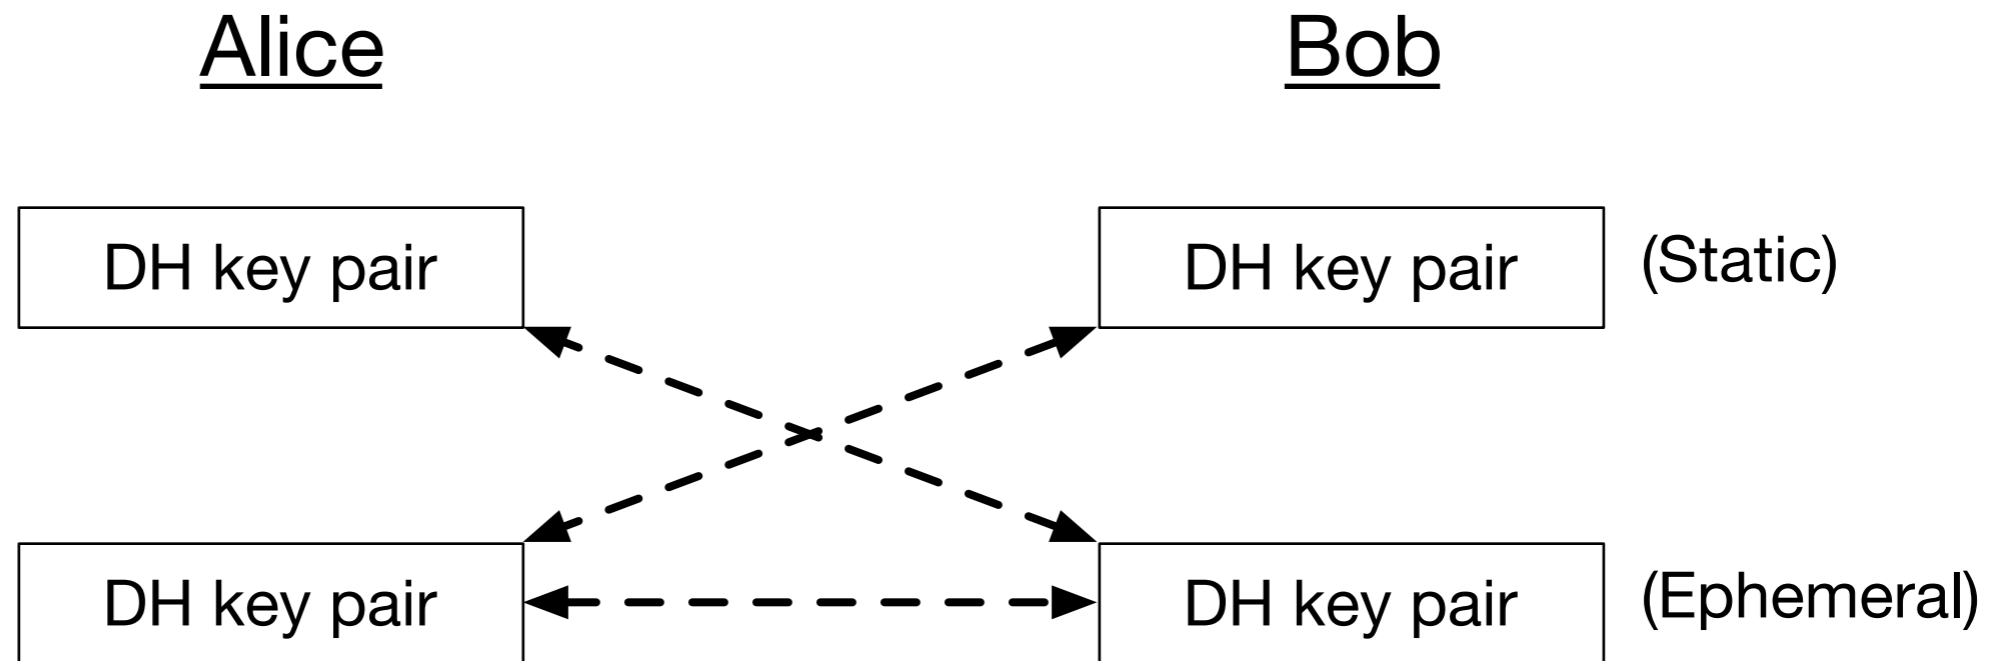 Alice
Bob
DH key pair
DH key pair
(Static)
DH key pair
DH key pair
(Ephemeral)